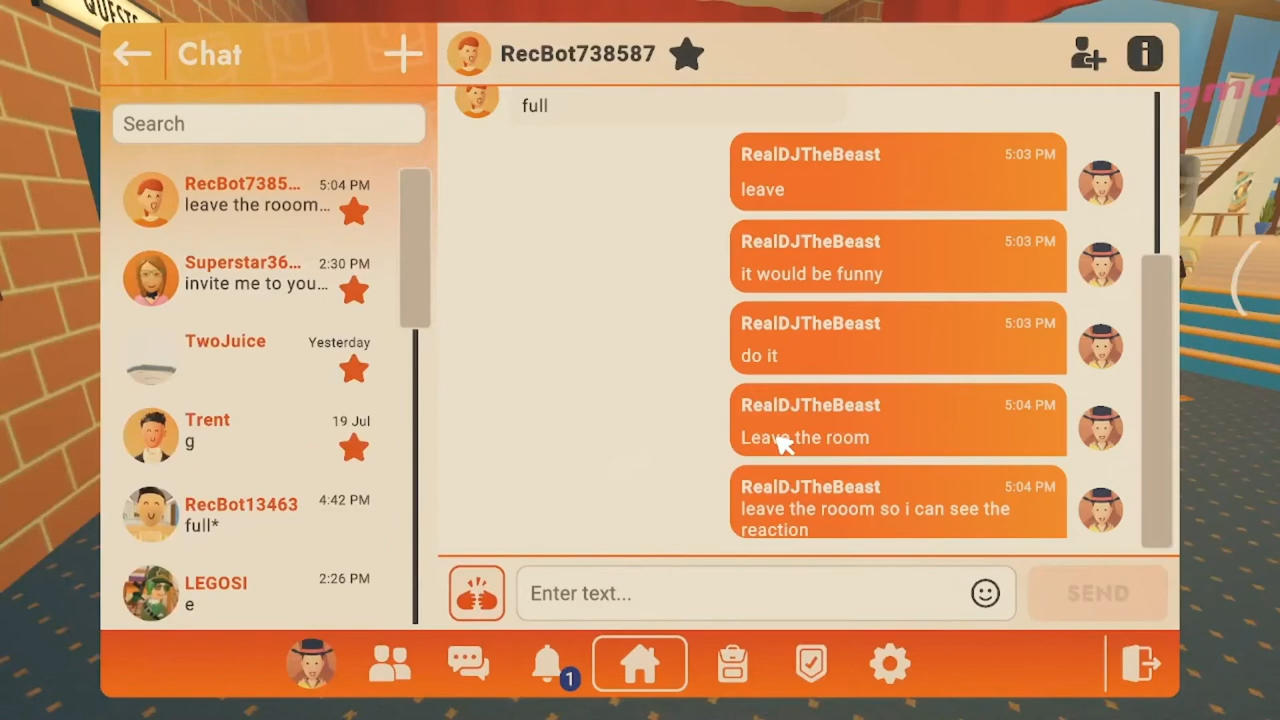 QUESTS
Chat
Search
RecBot7385... 5:04 PM
leave the rooom...
Superstar36... 2:30 PM
invite me to you...
TwoJuice Yesterday
Trent 19 Jul
g
RecBot13463 4:42 PM
full*
LEGOSI 2:26 PM
e
RecBot738587
full
RealDJTheBeast 5:03 PM
leave
RealDJTheBeast 5:03 PM
it would be funny
RealDJTheBeast 5:03 PM
do it
RealDJTheBeast 5:04 PM
Leave the room
RealDJTheBeast 5:04 PM
leave the rooom so i can see the
reaction
Enter text...
SEND
1